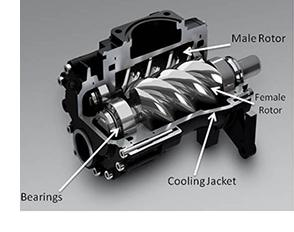 Male Rotor
Female
Rotor
Cooling Jacket
Bearings